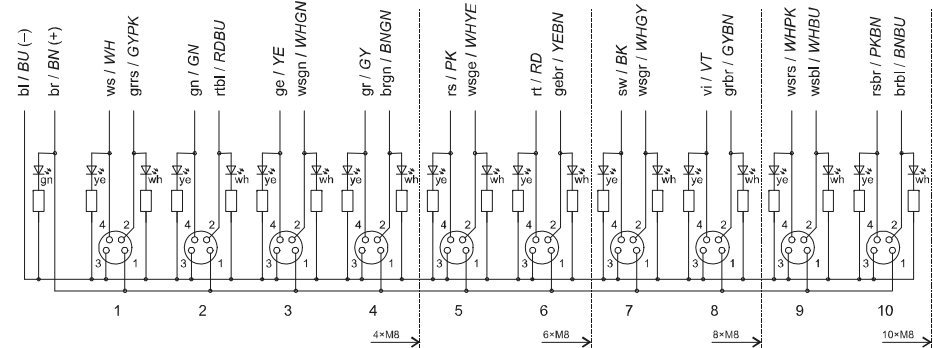 bl / BU (–)
br / BN (+)
ws / WH
grrs / GYPK
gn / GN
rtbl / RDBU
ge / YE
wsgn / WHGN
gr / GY
brgn / BNGN
rs / PK
wsge / WHYE
rt / RD
gebr / YEBN
sw / BK
wsgr / WHGY
vi / VT
grbr / GYBN
wsrs / WHPK
wsbl / WHBU
rsbr / PKBN
brbl / BNBU
gn ye wh ye wh ye wh ye wh ye wh ye wh ye wh ye wh ye wh ye wh
4 2 4 2 4 2 4 2 4 2 4 2 4 2 4 2 4 2 4 2
3 1 3 1 3 1 3 1 3 1 3 1 3 1 3 1 3 1 3 1
1 2 3 4 5 6 7 8 9 10
4×M8 6×M8 8×M8 10×M8